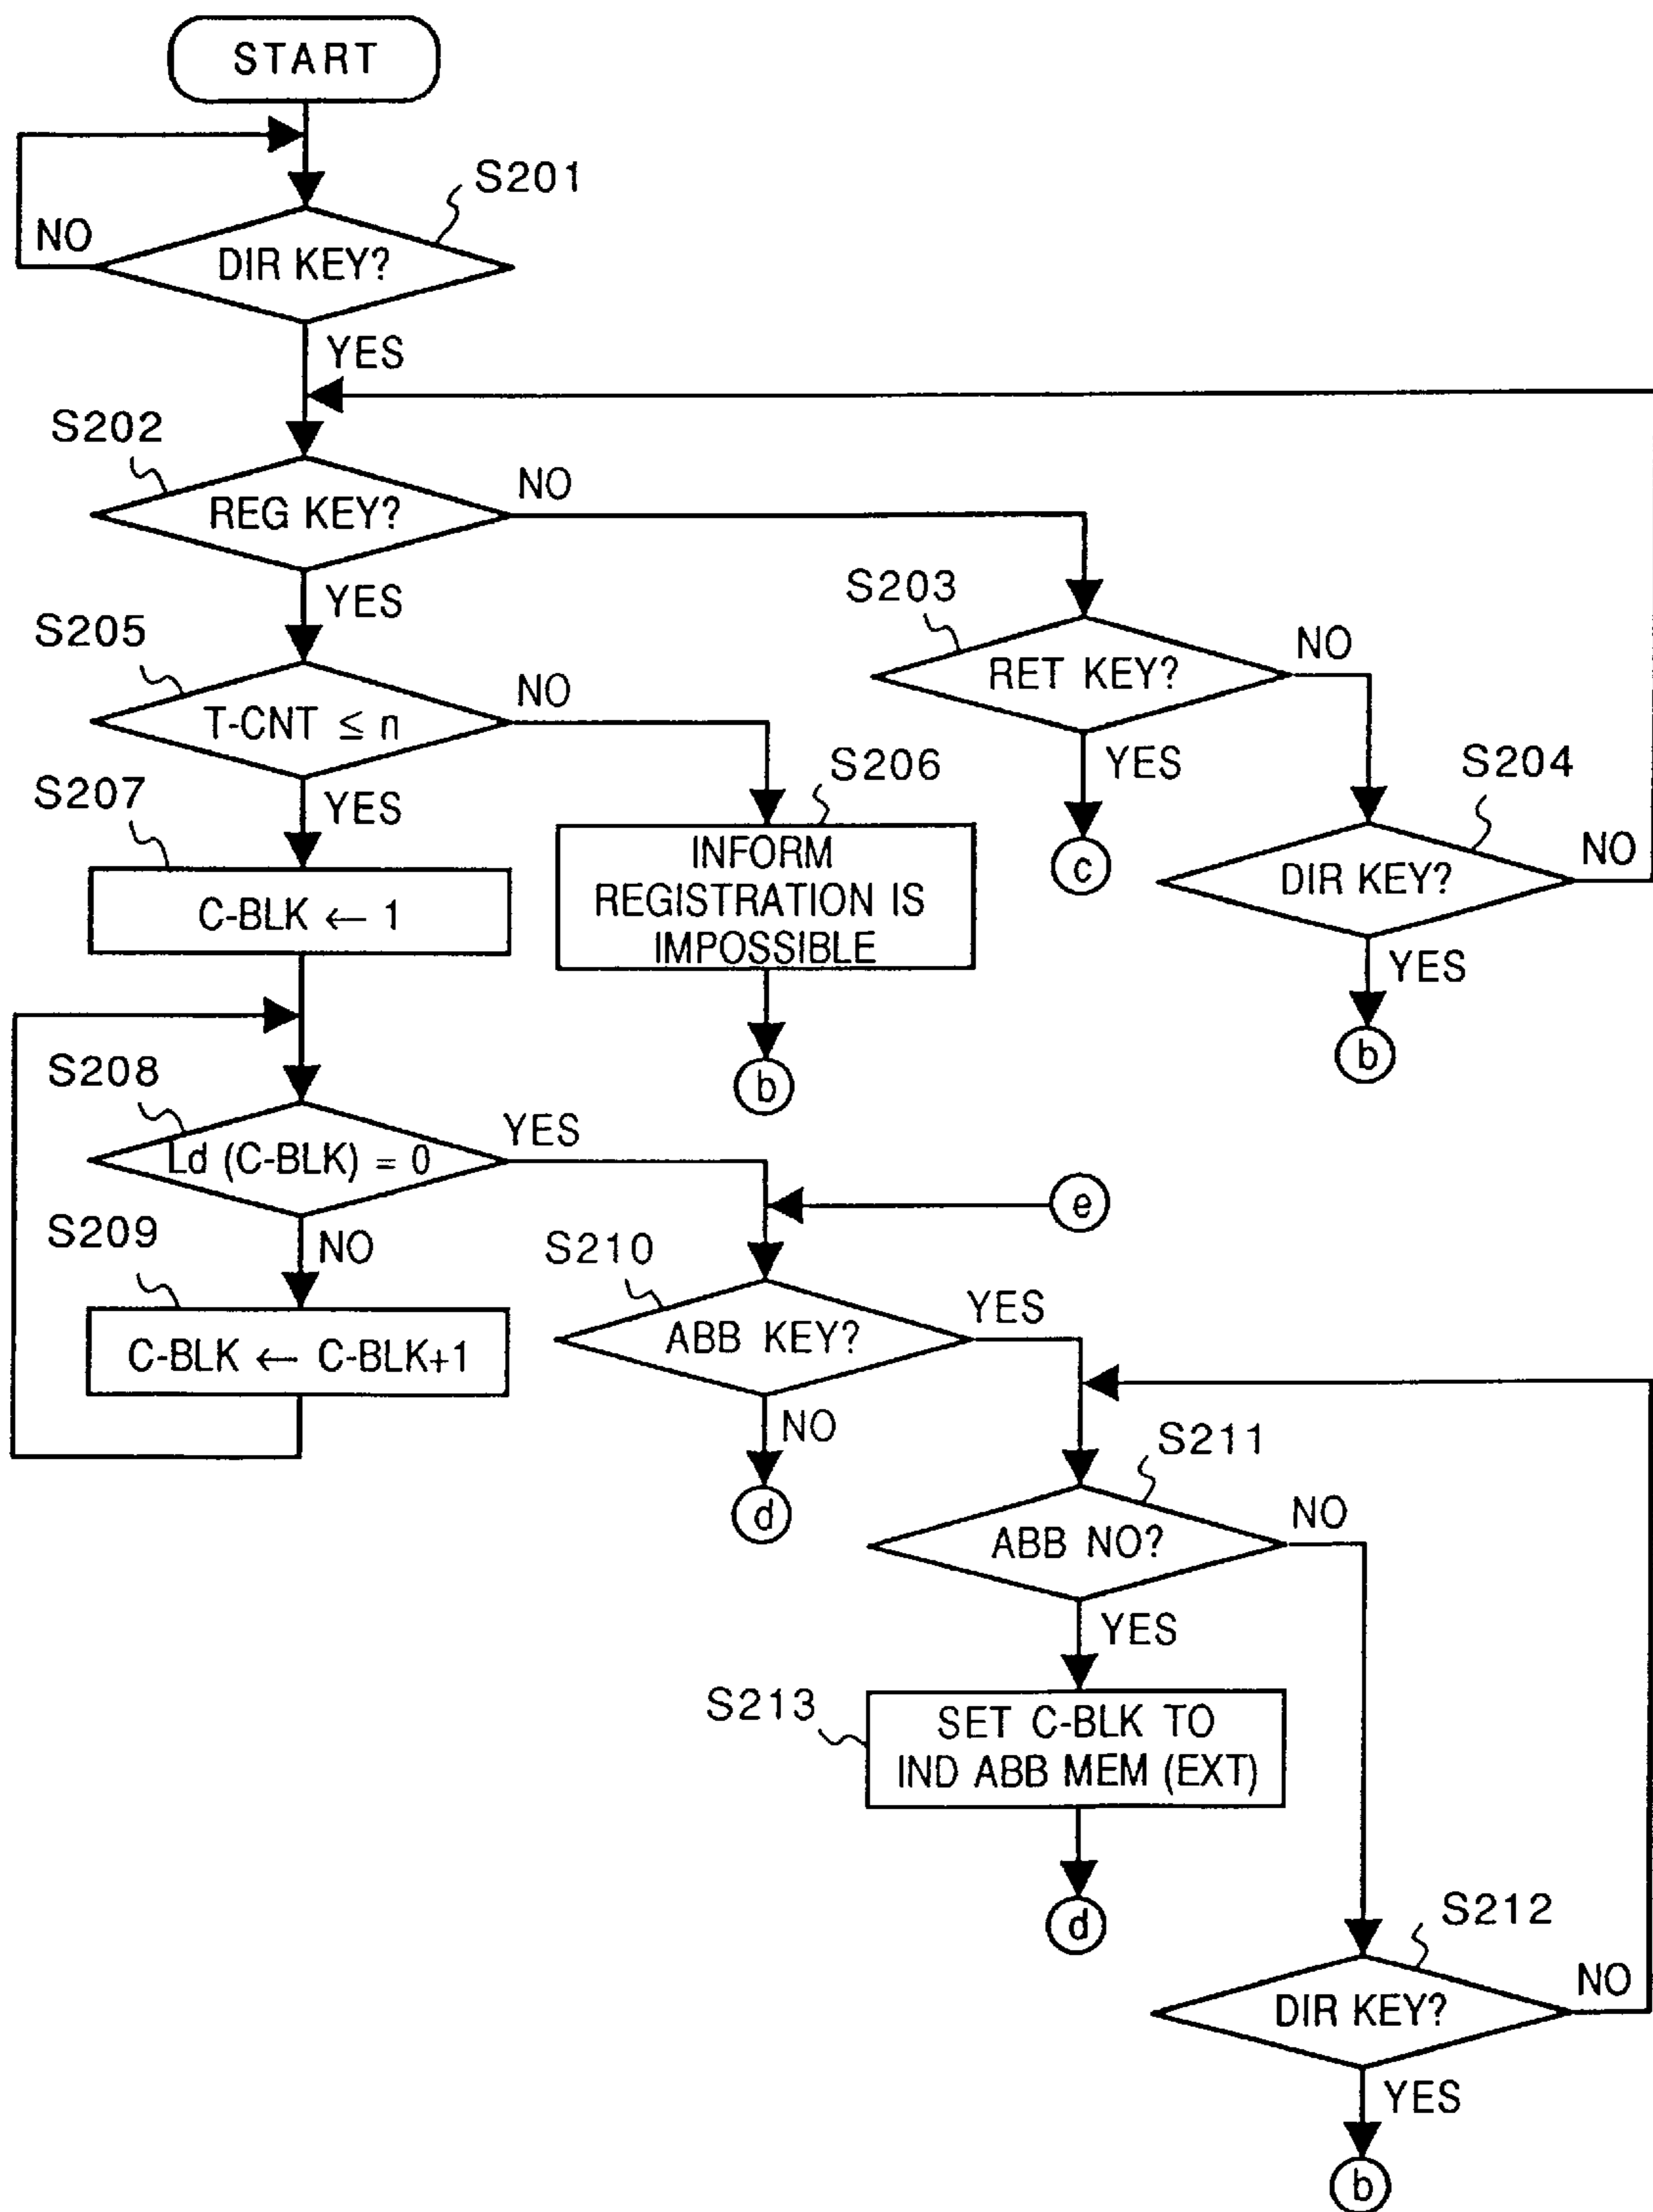 START
S201
NO
DIR KEY?
YES
S202
NO
REG KEY?
YES
S203
S205
NO
RET KEY?
NO
T-CNT ≤ n
S204
S206
YES
S207
YES
INFORM
REGISTRATION IS
IMPOSSIBLE
c
NO
DIR KEY?
C-BLK ← 1
YES
b
S208
b
YES
Ld (C-BLK) = 0
e
S209
NO
S210
YES
ABB KEY?
C-BLK ← C-BLK+1
NO
S211
d
NO
ABB NO?
YES
S213
SET C-BLK TO
IND ABB MEM (EXT)
S212
d
NO
DIR KEY?
YES
b